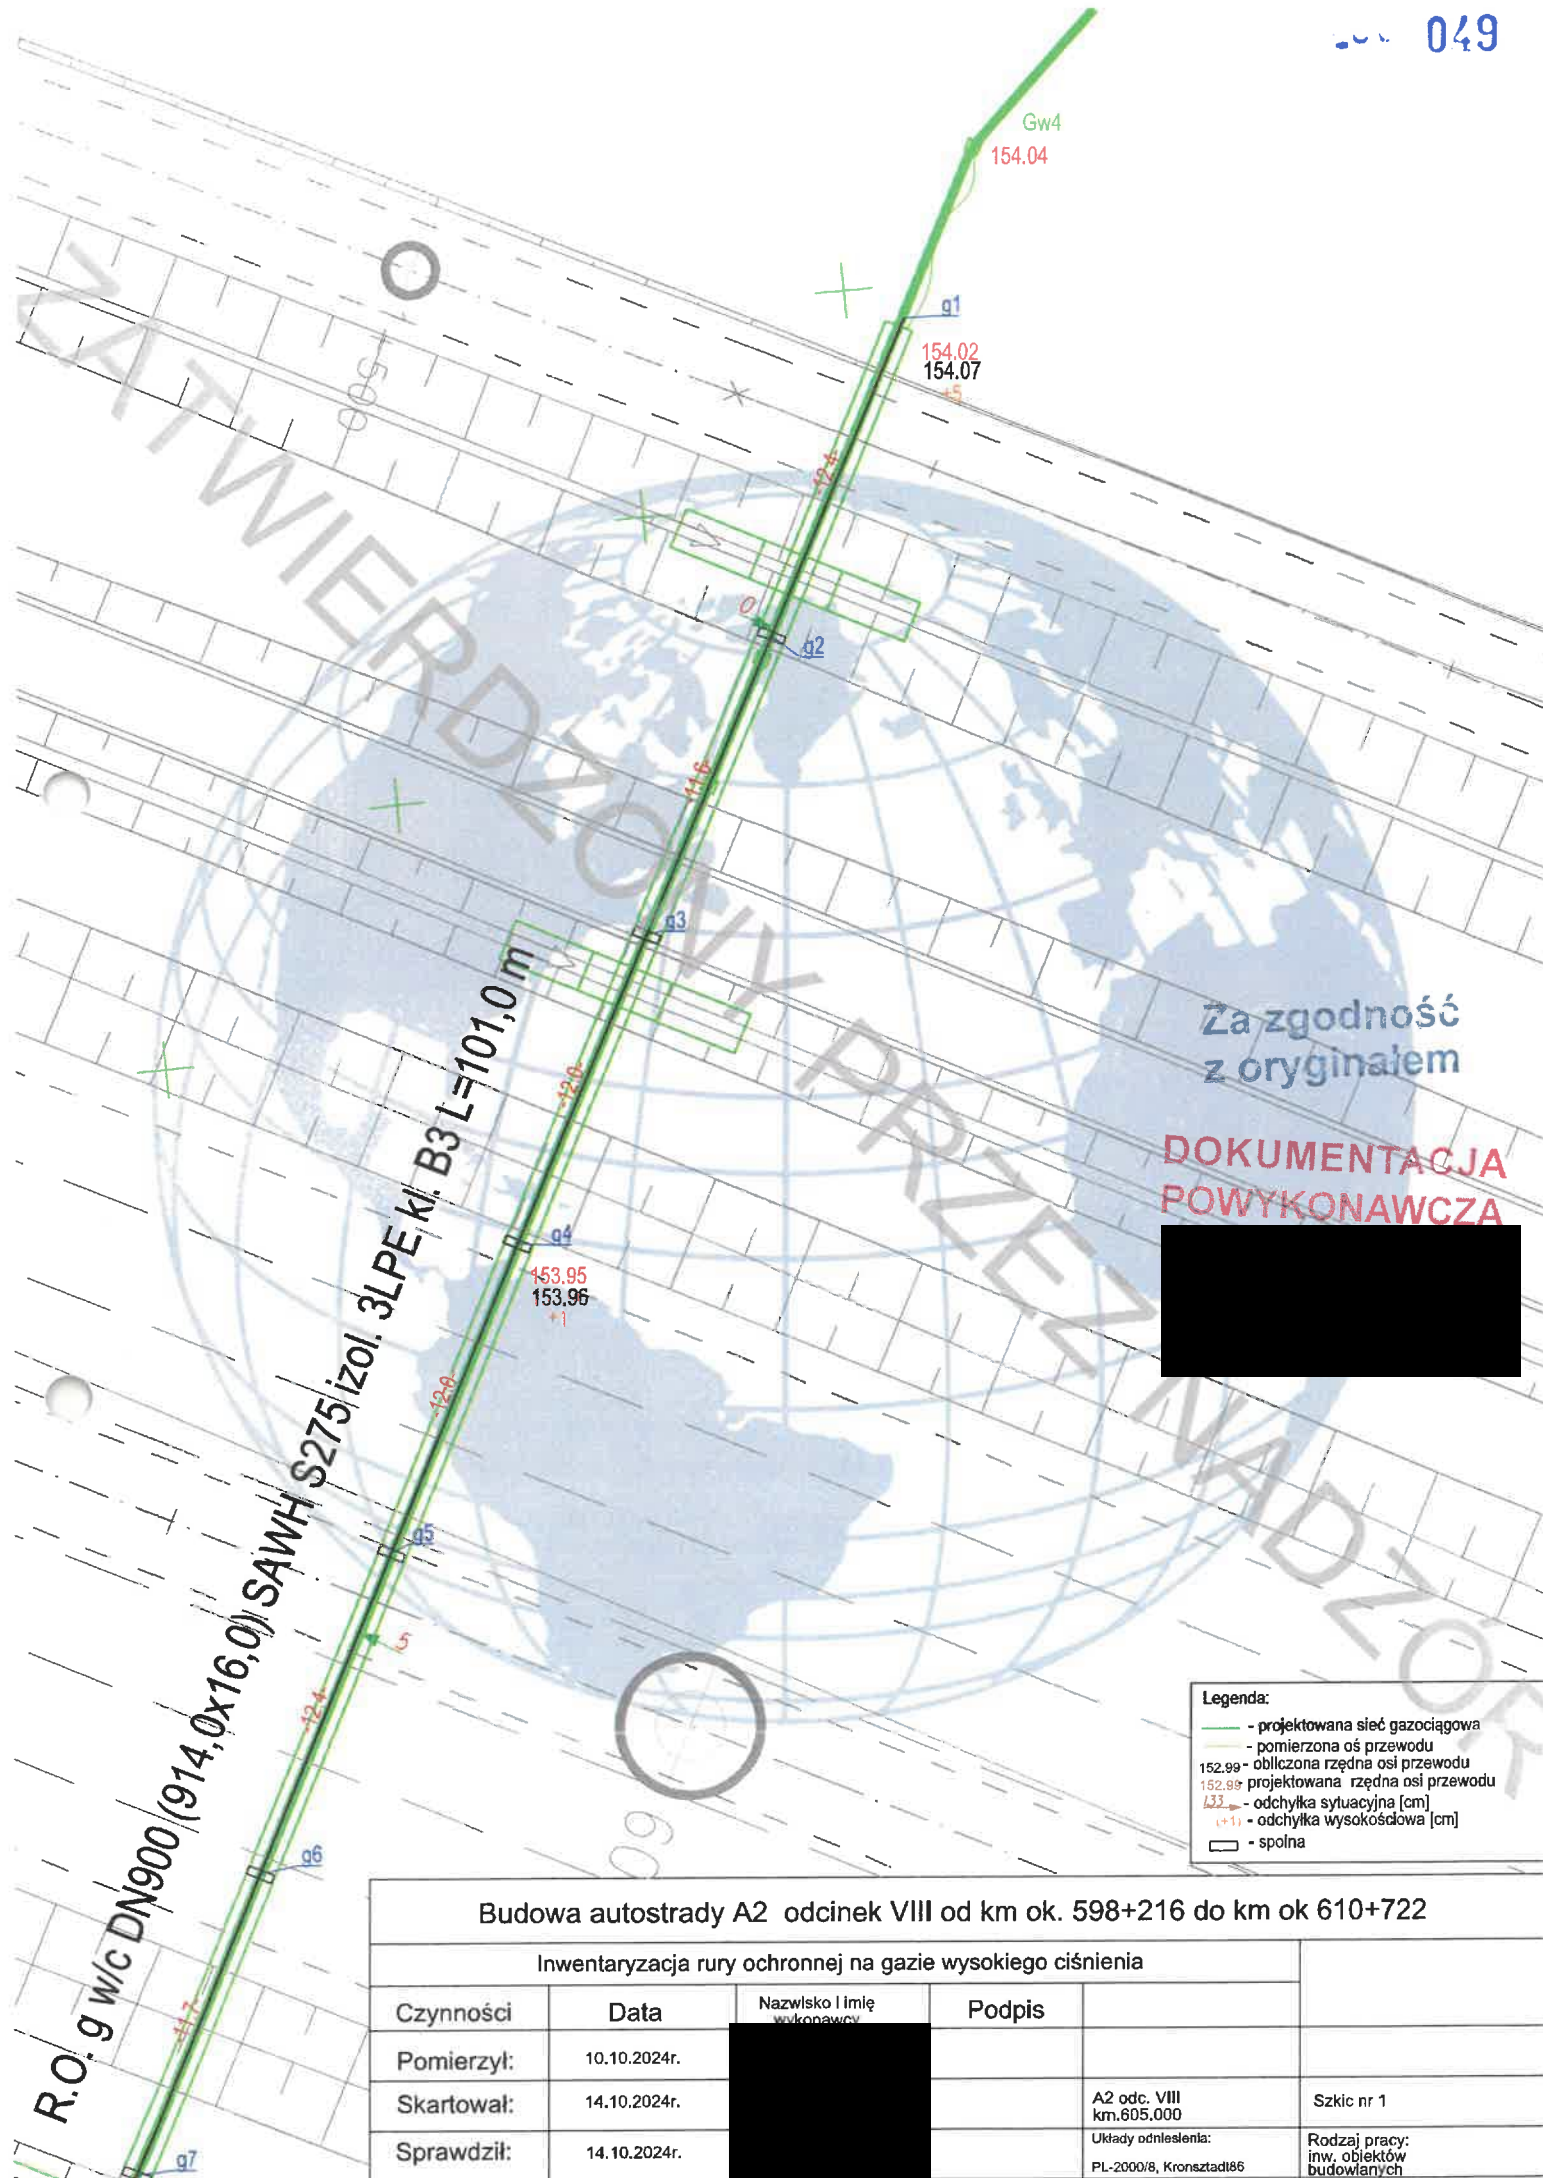 049
Gw4
154.04
g1
154.02
154.07
+5
-12.4-
500
0
g2
-11.6-
g3
-12.0-
Za zgodność
z oryginałem
DOKUMENTACJA
POWYKONAWCZA
g4
153.95
153.96
+1
-12.0-
g5
5
-12.4-
g6
-11.7-
g7
R.O. g w/c DN900 (914,0x16,0) SAWH S275 izol. 3LPE kl. B3 L=101,0 m
ZATWIERDZONY PRZEZ NADZÓR
60
Legenda:
- projektowana sieć gazociągowa
- pomierzona oś przewodu
152.99 - obliczona rzędna osi przewodu
152.99 projektowana rzędna osi przewodu
133 - odchyłka sytuacyjna [cm]
(+1) - odchyłka wysokościowa [cm]
- spoina
Budowa autostrady A2 odcinek VIII od km ok. 598+216 do km ok 610+722
Inwentaryzacja rury ochronnej na gazie wysokiego ciśnienia
Czynności Data Nazwisko i imię wykonawcy Podpis
Pomierzył: 10.10.2024r.
Skartował: 14.10.2024r. A2 odc. VIII km.605.000 Szkic nr 1
Sprawdził: 14.10.2024r. Układy odniesienia: PL-2000/8, Kronsztadt86 Rodzaj pracy: inw. obiektów budowlanych